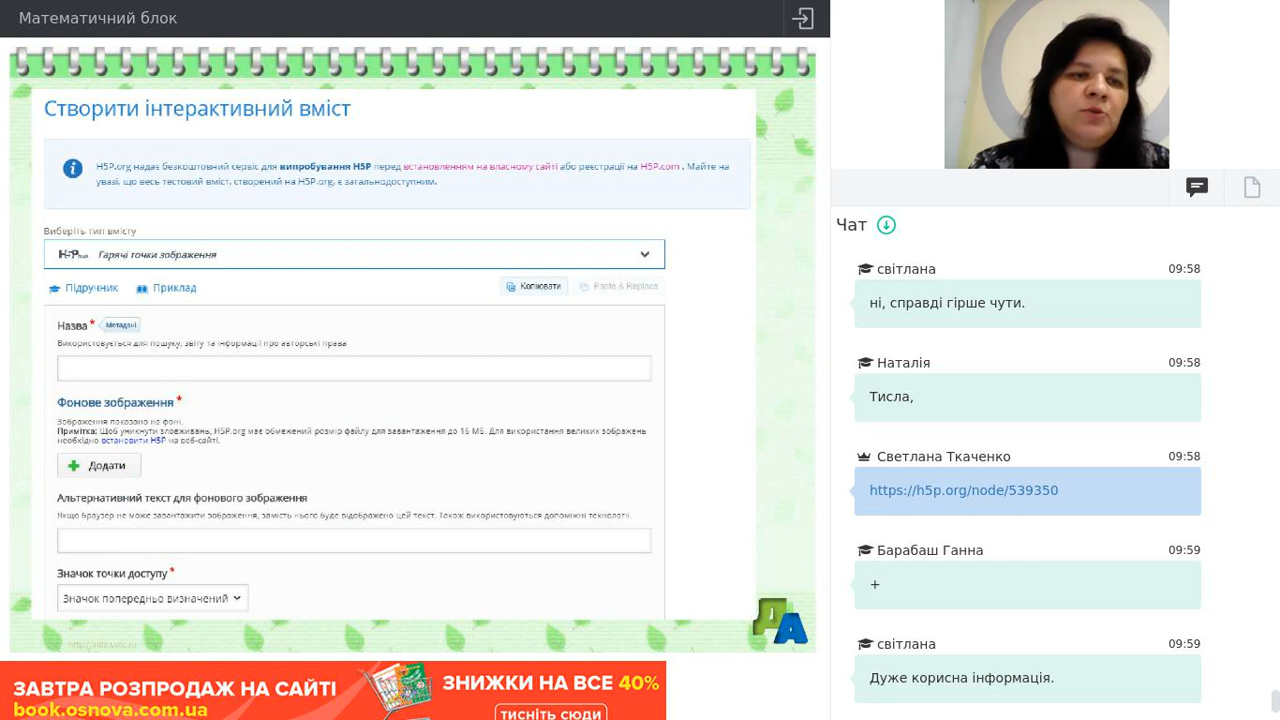 Математичний блок
Створити інтерактивний вміст
H5P.org надає безкоштовний сервіс для випробування H5P перед встановленням на власному сайті або реєстрації на H5P.com . Майте на
увазі, що весь тестовий вміст, створений на H5P.org, є загальнодоступним.
Виберіть тип вмісту
H5P hub Гарячі точки зображення
Підручник Приклад
Копіювати Paste & Replace
Назва * Метадані
Використовується для пошуку, звіту та інформації про авторські права
Фонове зображення *
Зображення показано на фоні.
Примітка: Щоб уникнути зловживань, H5P.org має обмежений розмір файлу для завантаження до 16 МБ. Для використання великих зображень
необхідно встановити H5P на веб-сайті.
Додати
Альтернативний текст для фонового зображення
Якщо браузер не може завантажити зображення, замість нього буде відображено цей текст. Також використовуються допоміжні технології.
Значок точки доступу *
Значок попередньо визначений
ДА
ЗАВТРА РОЗПРОДАЖ НА САЙТІ
book.osnova.com.ua
ЗНИЖКИ НА ВСЕ 40%
тисніть сюди
Чат
світлана 09:58
ні, справді гірше чути.
Наталія 09:58
Тисла,
Светлана Ткаченко 09:58
https://h5p.org/node/539350
Барабаш Ганна 09:59
+
світлана 09:59
Дуже корисна інформація.